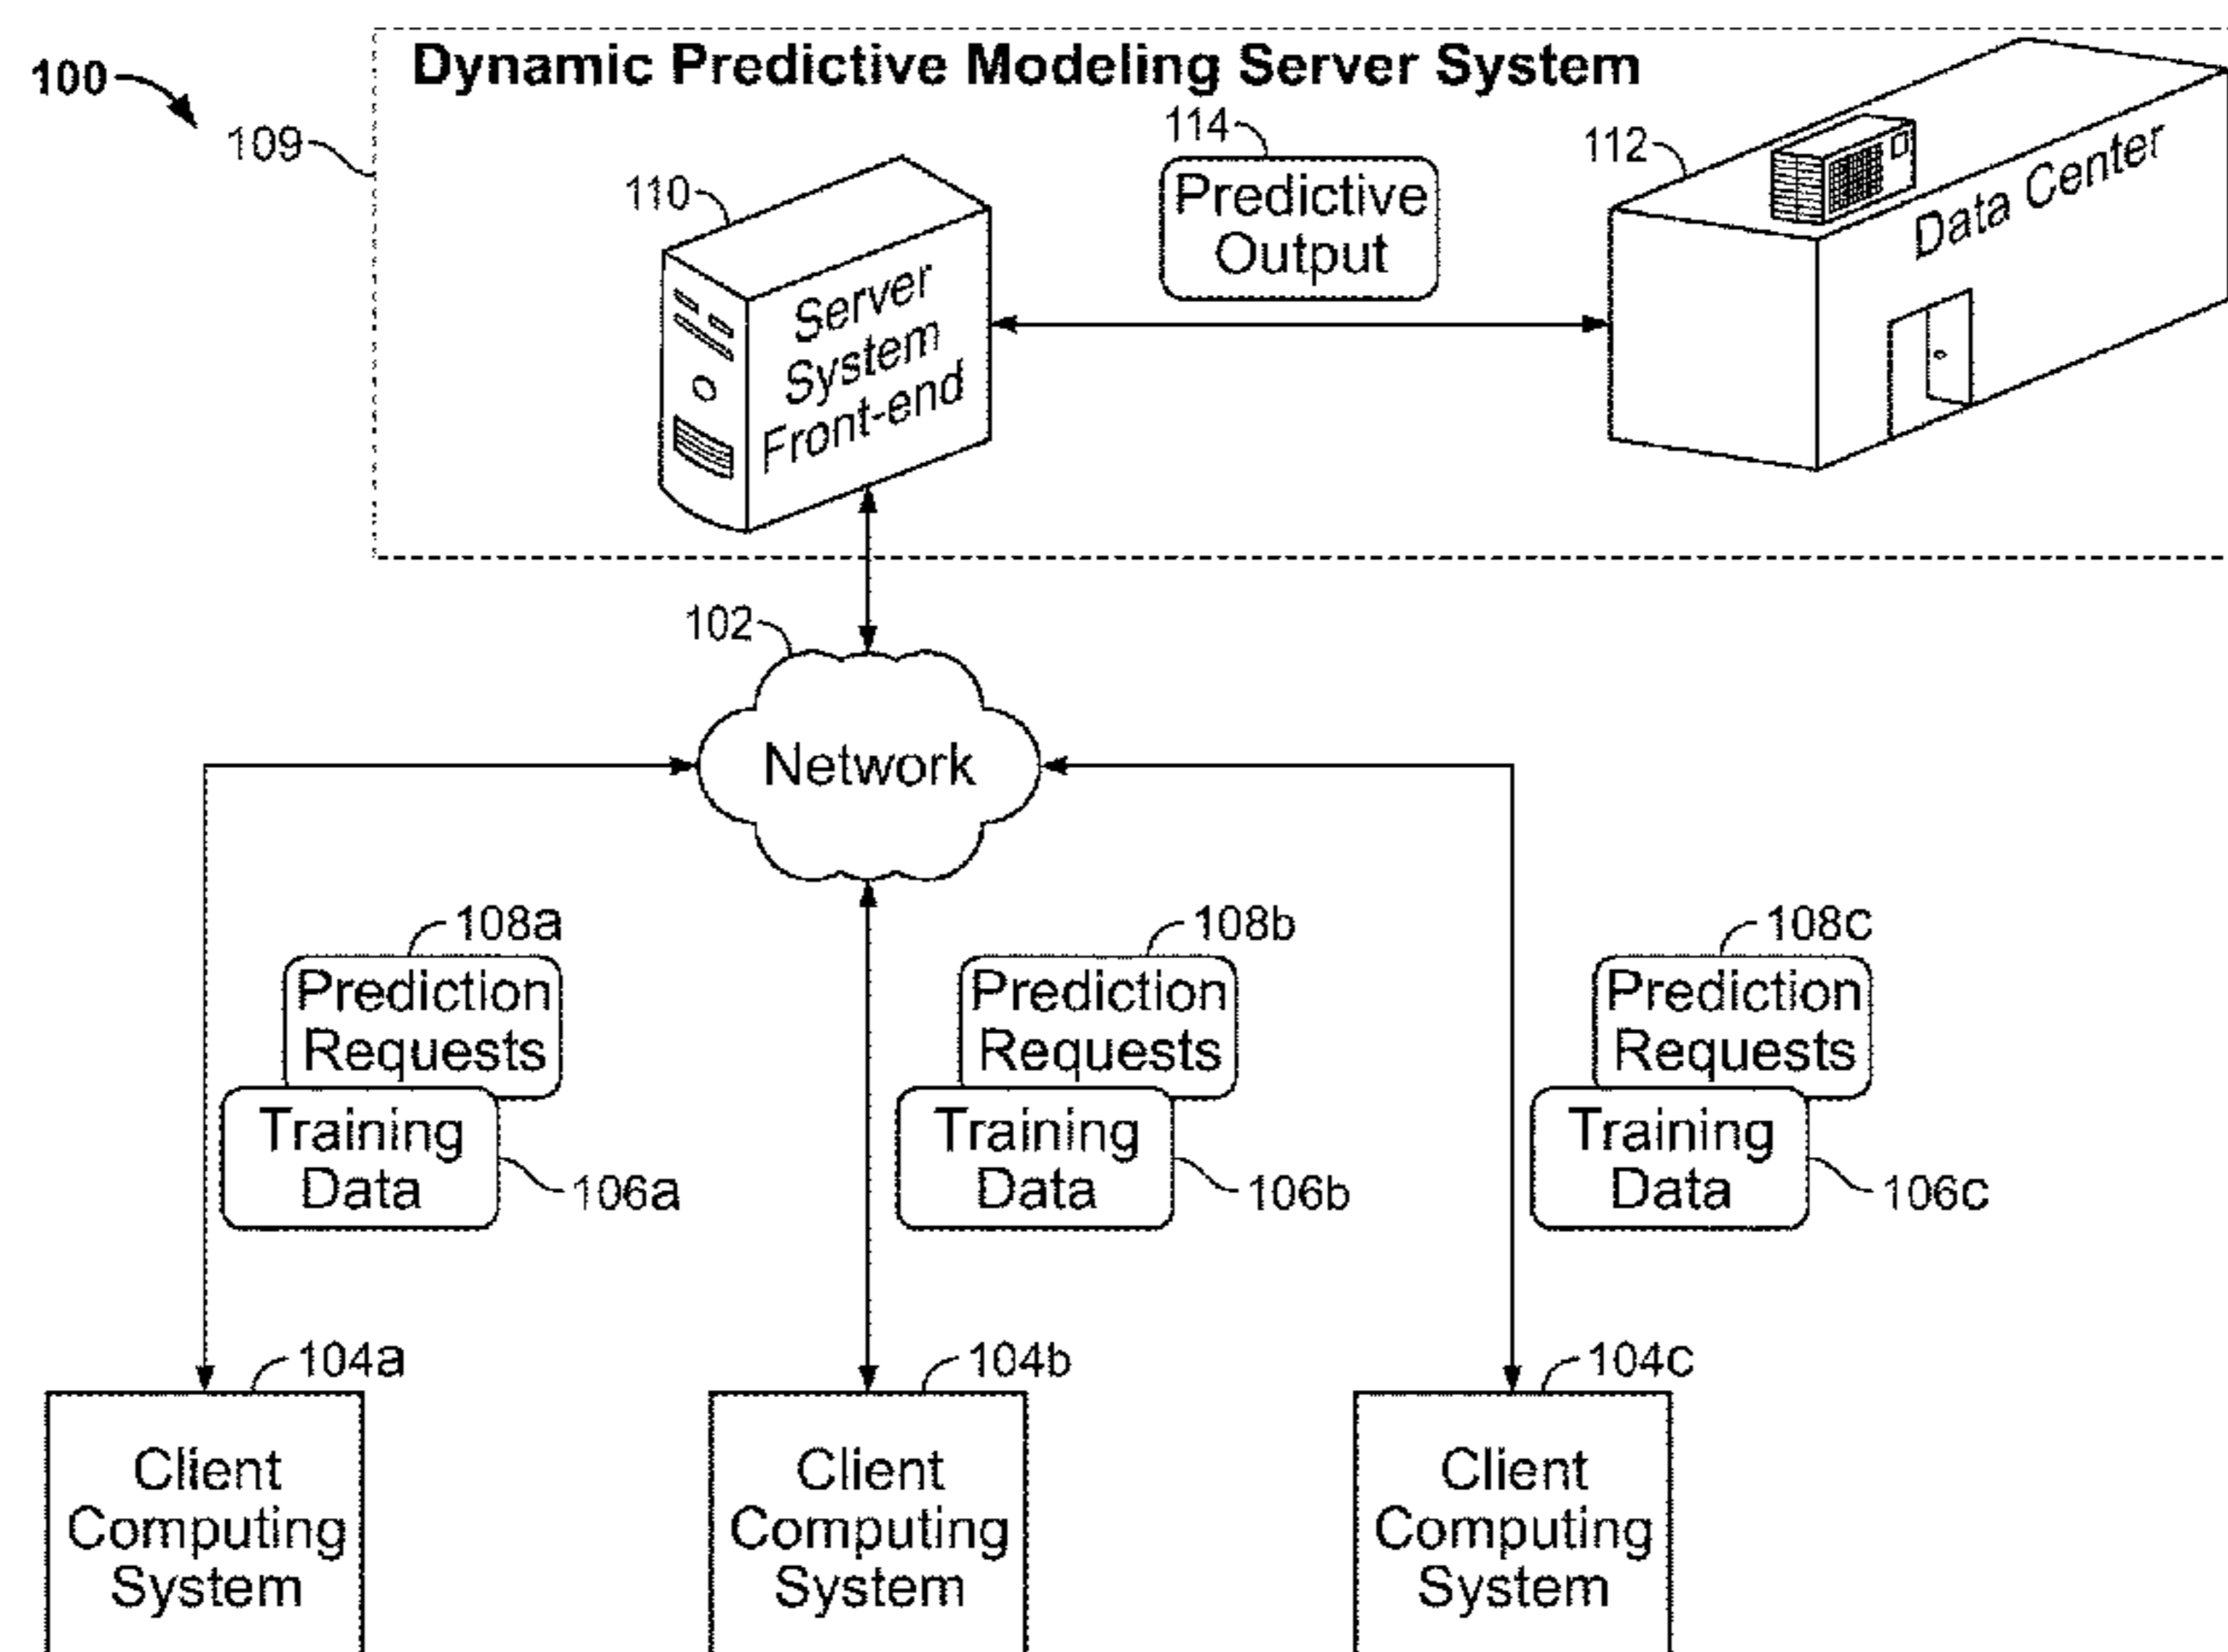 Dynamic Predictive Modeling Server System
100
109
114
112
110
Predictive
Output
Data Center
Server
System
Front-end
102
Network
108a
Prediction
Requests
Training
Data
106a
108b
Prediction
Requests
Training
Data
106b
108c
Prediction
Requests
Training
Data
106c
104a
Client
Computing
System
104b
Client
Computing
System
104c
Client
Computing
System